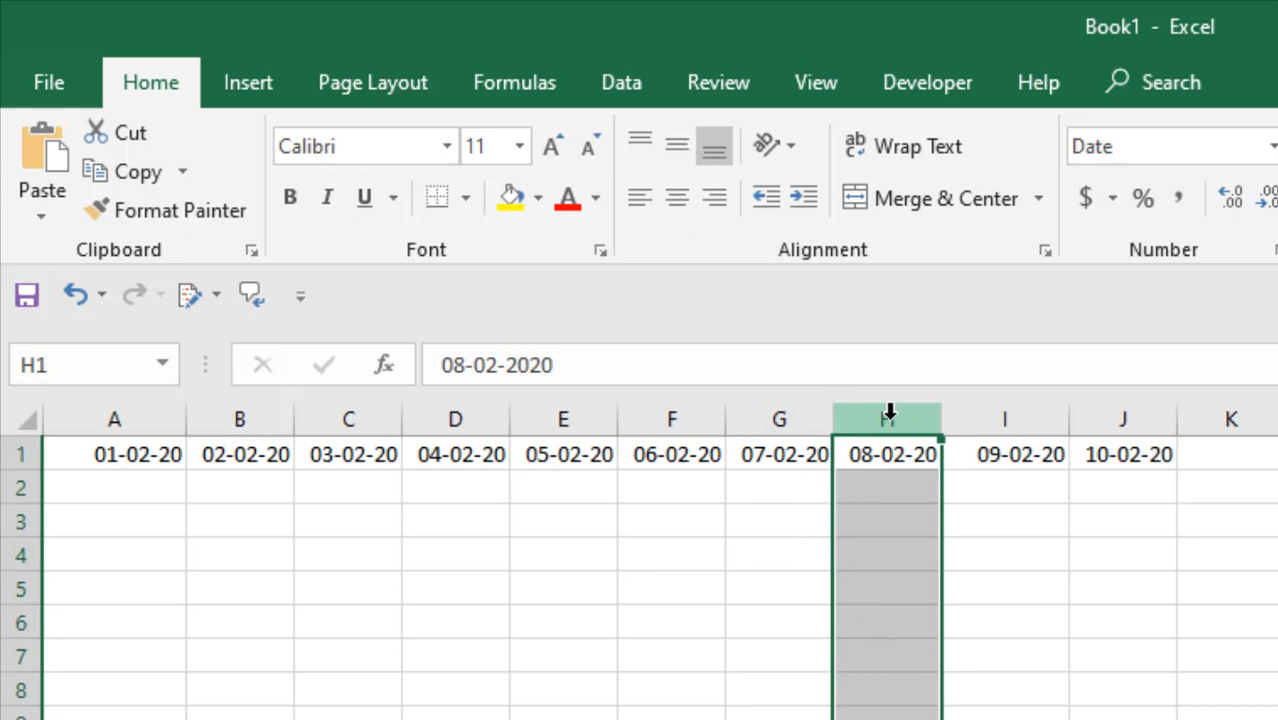 Book1 - Excel
File Home Insert Page Layout Formulas Data Review View Developer Help Search
Cut
Calibri 11 A A ab Wrap Text Date
Copy
Paste B I U A Merge & Center $ % ,
Format Painter
Clipboard Font Alignment Number
H1 fx 08-02-2020
A B C D E F G H I J K
1 01-02-20 02-02-20 03-02-20 04-02-20 05-02-20 06-02-20 07-02-20 08-02-20 09-02-20 10-02-20
2
3
4
5
6
7
8